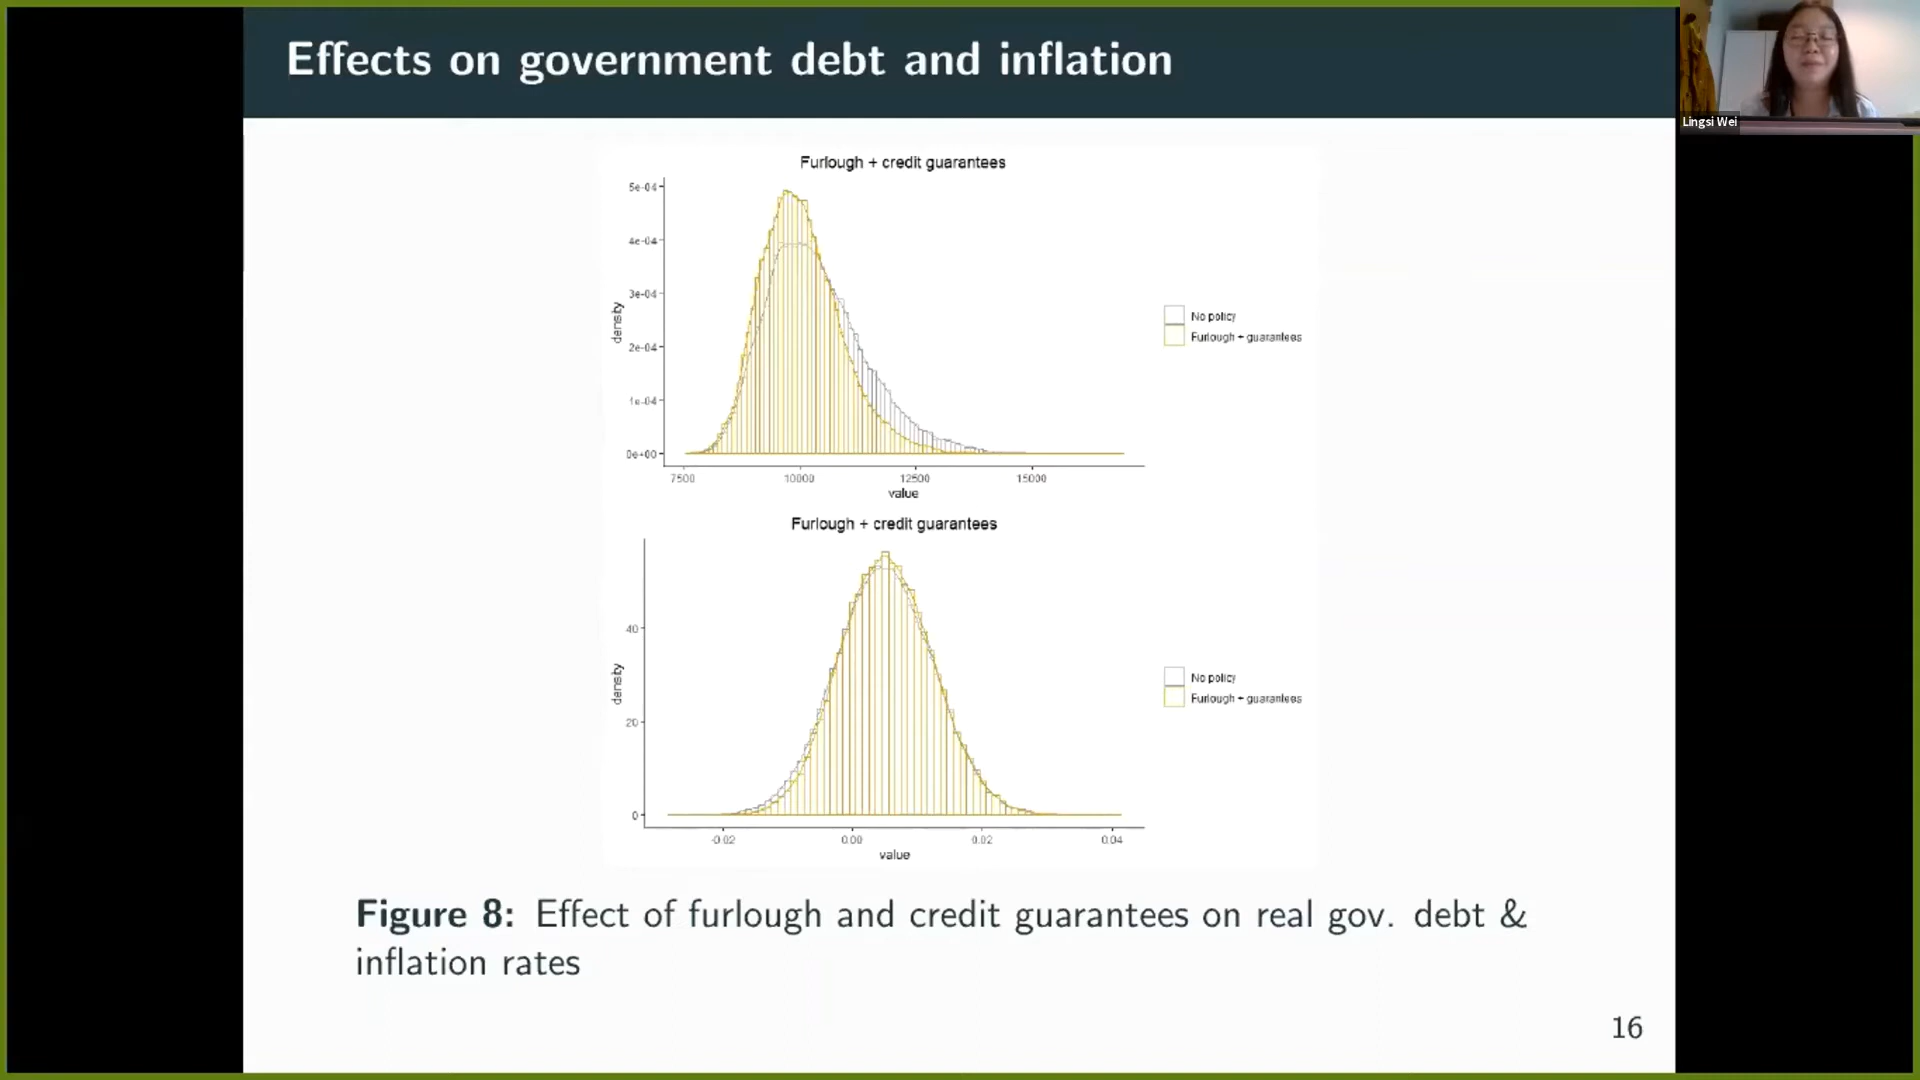 Effects on government debt and inflation
Lingsi Wei
Furlough + credit guarantees
5e-04
4e-04
3e-04
2e-04
1e-04
0e+00
density
7500 10000 12500 15000
value
No policy
Furlough + guarantees
Furlough + credit guarantees
40
20
0
density
-0.02 0.00 0.02 0.04
value
No policy
Furlough + guarantees
Figure 8: Effect of furlough and credit guarantees on real gov. debt &
inflation rates
16